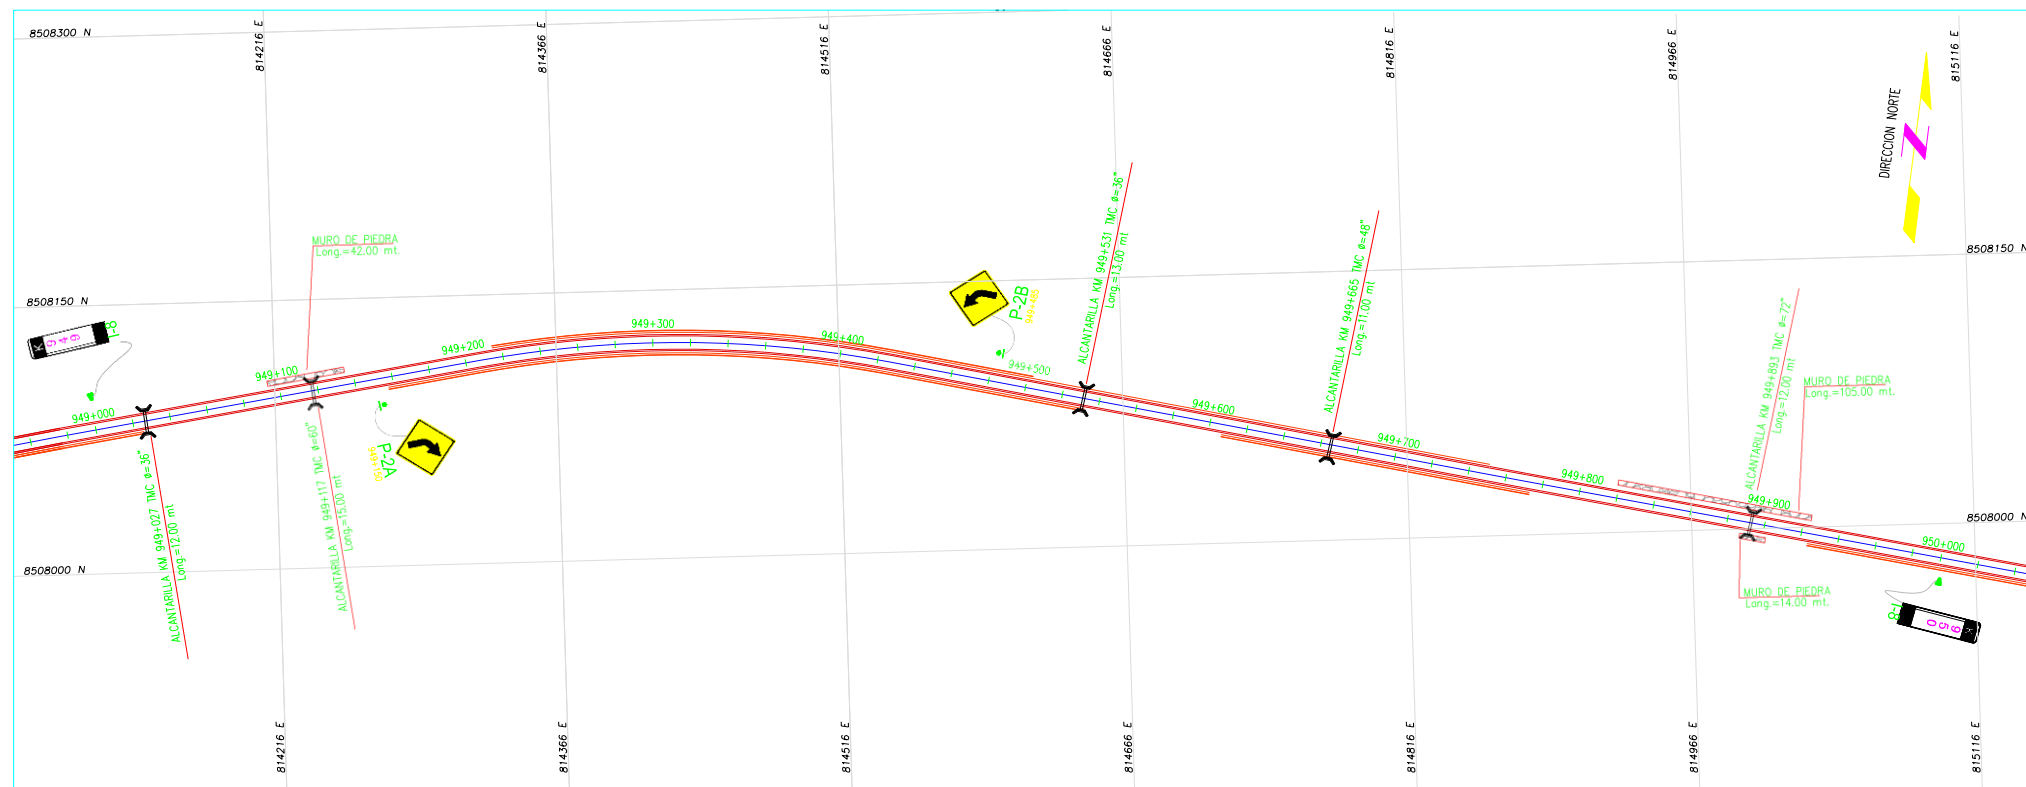 8508300 N
814216 E
814366 E
814516 E
814666 E
814816 E
814966 E
815116 E
DIRECCION NORTE
8508150 N
8508150 N
MURO DE PIEDRA
Long.=42.00 mt.
K 949
I-8
949+000
949+100
949+200
949+300
949+400
949+500
949+600
949+700
949+800
949+900
950+000
P-2B
P-2A
ALCANTARILLA KM 949+027 TMC ø=36"
Long.=12.00 mt
ALCANTARILLA KM 949+117 TMC ø=60"
Long.=15.00 mt
ALCANTARILLA KM 949+531 TMC ø=36"
Long.=13.00 mt
ALCANTARILLA KM 949+665 TMC ø=48"
Long.=11.00 mt
ALCANTARILLA KM 949+893 TMC ø=72"
Long.=12.00 mt
MURO DE PIEDRA
Long.=105.00 mt.
MURO DE PIEDRA
Long.=14.00 mt.
I-8
K 950
8508000 N
8508000 N
814216 E
814366 E
814516 E
814666 E
814816 E
814966 E
815116 E